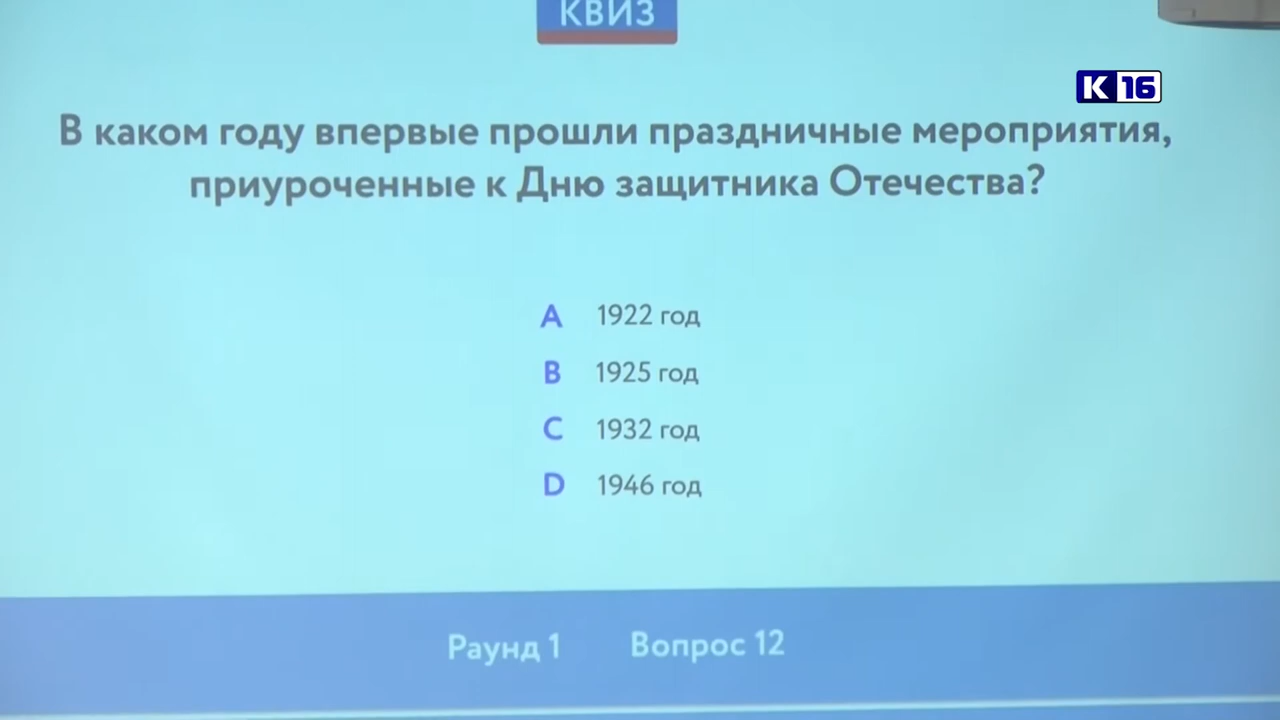 КВИЗ
К 16
В каком году впервые прошли праздничные мероприятия,
приуроченные к Дню защитника Отечества?
A 1922 год
B 1925 год
C 1932 год
D 1946 год
Раунд 1 Вопрос 12